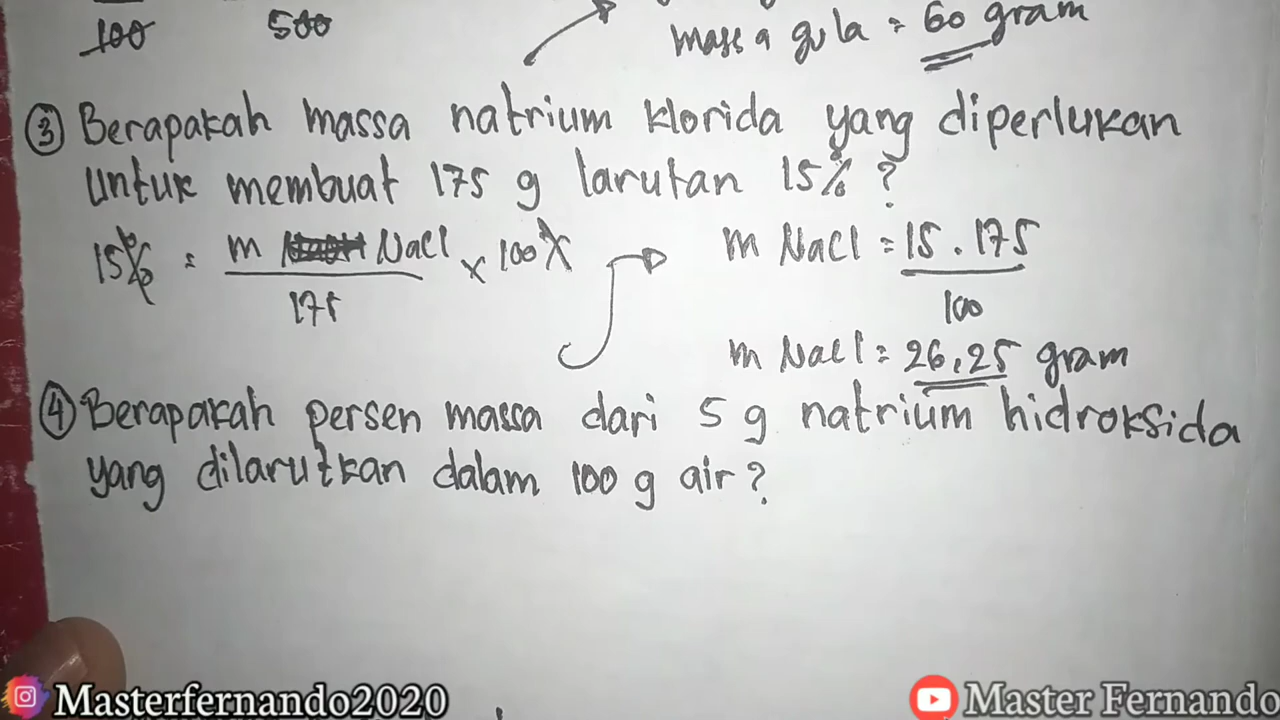 100 500
massa gula = 60 gram
③ Berapakah massa natrium klorida yang diperlukan
untuk membuat 175 g larutan 15% ?
15% = m NaCl x 100%
175
m NaCl = 15 . 175
100
m NaCl = 26,25 gram
④ Berapakah persen massa dari 5 g natrium hidroksida
yang dilarutkan dalam 100 g air?
Masterfernando2020
Master Fernando